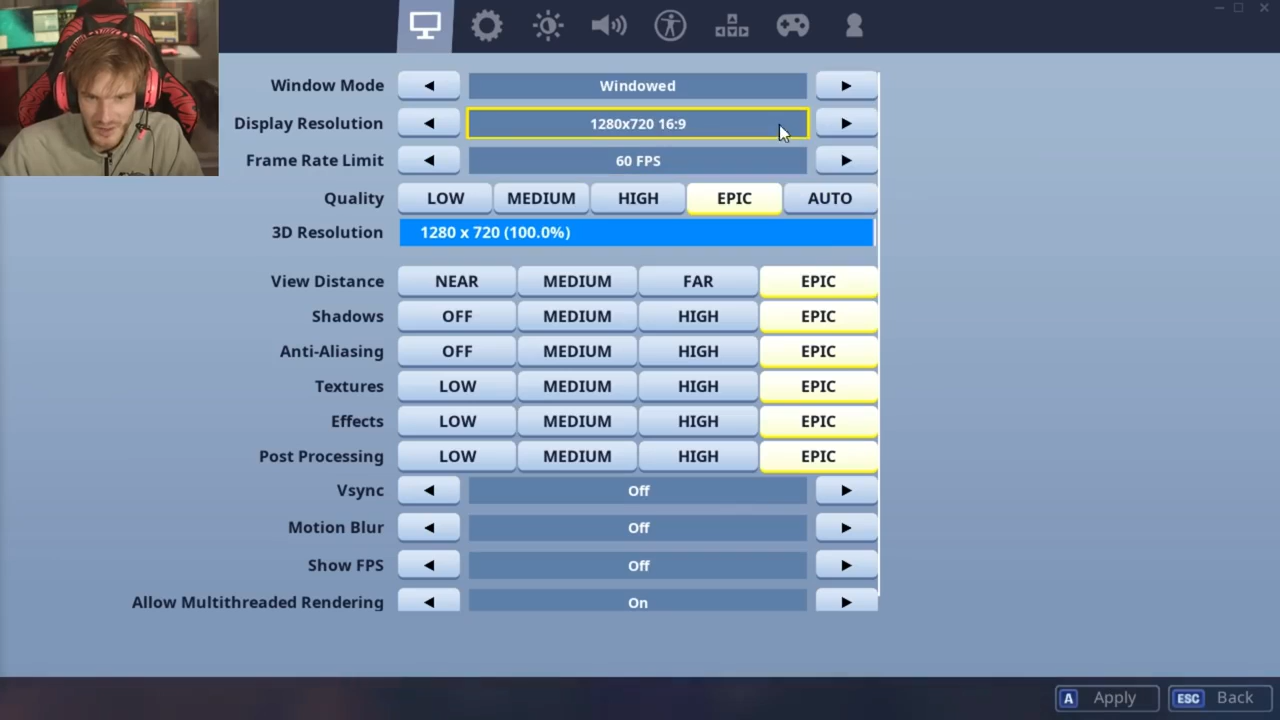 Window Mode Windowed
Display Resolution 1280x720 16:9
Frame Rate Limit 60 FPS
Quality LOW MEDIUM HIGH EPIC AUTO
3D Resolution 1280 x 720 (100.0%)
View Distance NEAR MEDIUM FAR EPIC
Shadows OFF MEDIUM HIGH EPIC
Anti-Aliasing OFF MEDIUM HIGH EPIC
Textures LOW MEDIUM HIGH EPIC
Effects LOW MEDIUM HIGH EPIC
Post Processing LOW MEDIUM HIGH EPIC
Vsync Off
Motion Blur Off
Show FPS Off
Allow Multithreaded Rendering On
A Apply ESC Back